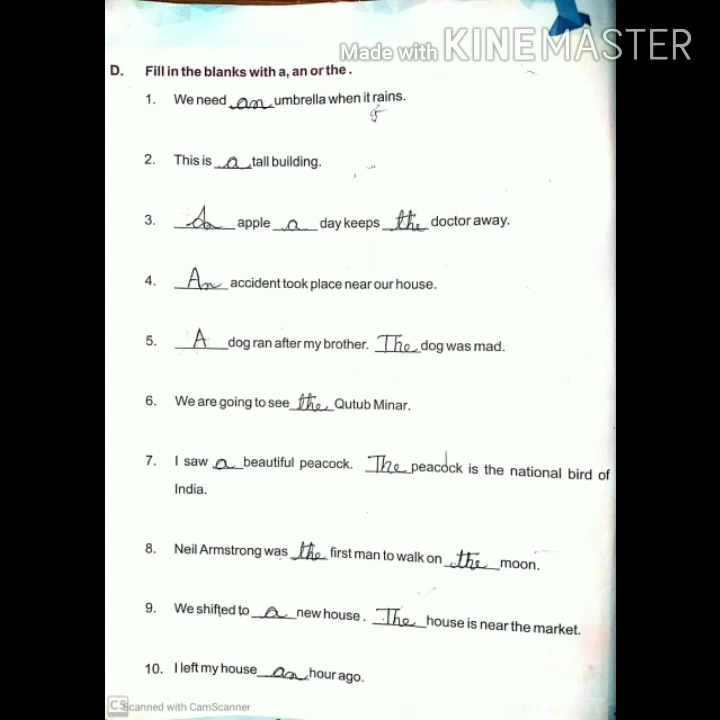 Made with KINEMASTER
D. Fill in the blanks with a, an or the .
1. We need an umbrella when it rains.
2. This is a tall building.
3. An apple a day keeps the doctor away.
4. An accident took place near our house.
5. A dog ran after my brother. The dog was mad.
6. We are going to see the Qutub Minar.
7. I saw a beautiful peacock. The peacock is the national bird of
India.
8. Neil Armstrong was the first man to walk on the moon.
9. We shifted to a new house . The house is near the market.
10. I left my house an hour ago.
CS Scanned with CamScanner